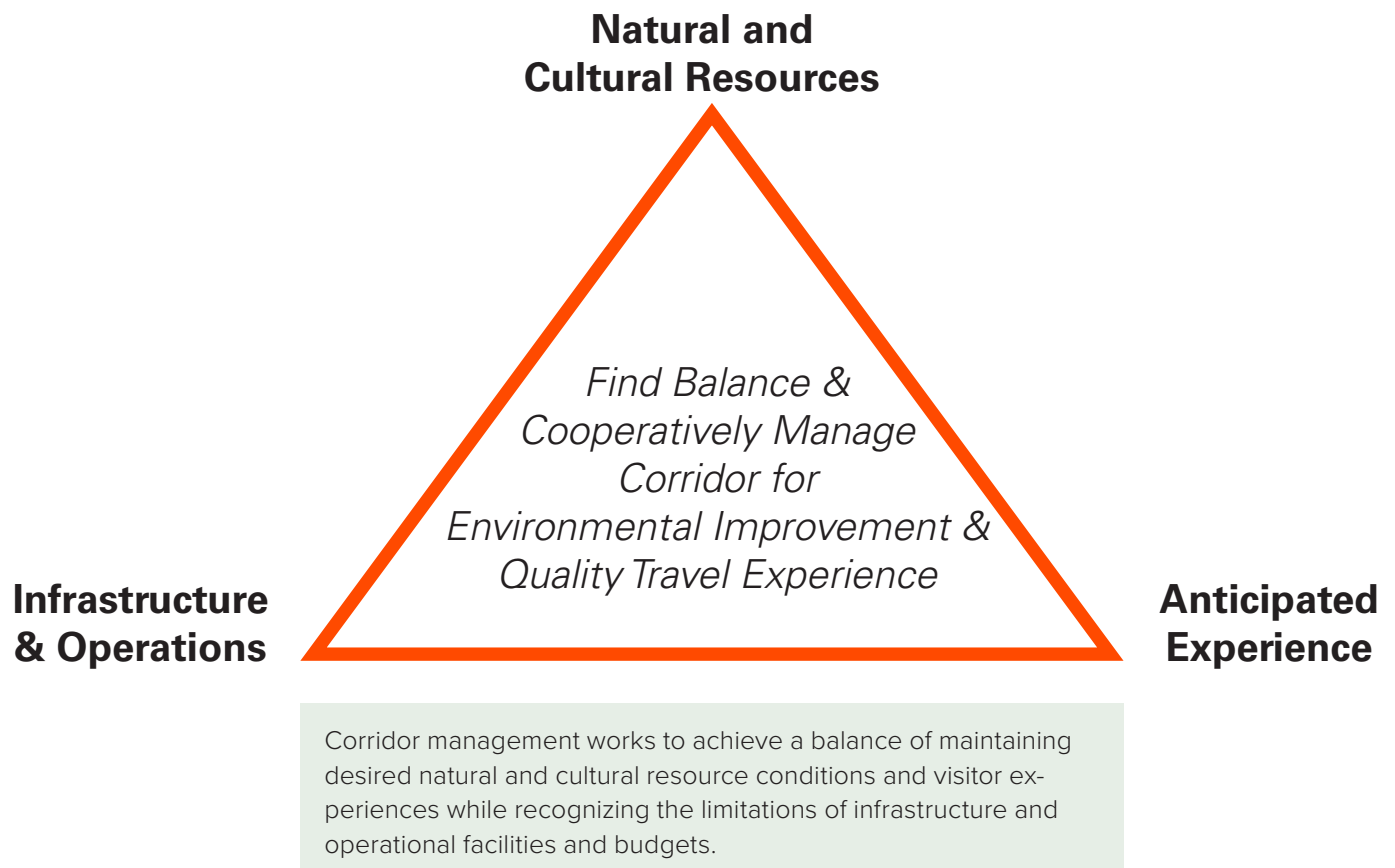 Natural and
Cultural Resources
Find Balance &
Cooperatively Manage
Corridor for
Environmental Improvement &
Quality Travel Experience
Infrastructure
& Operations
Anticipated
Experience
Corridor management works to achieve a balance of maintaining
desired natural and cultural resource conditions and visitor ex-
periences while recognizing the limitations of infrastructure and
operational facilities and budgets.